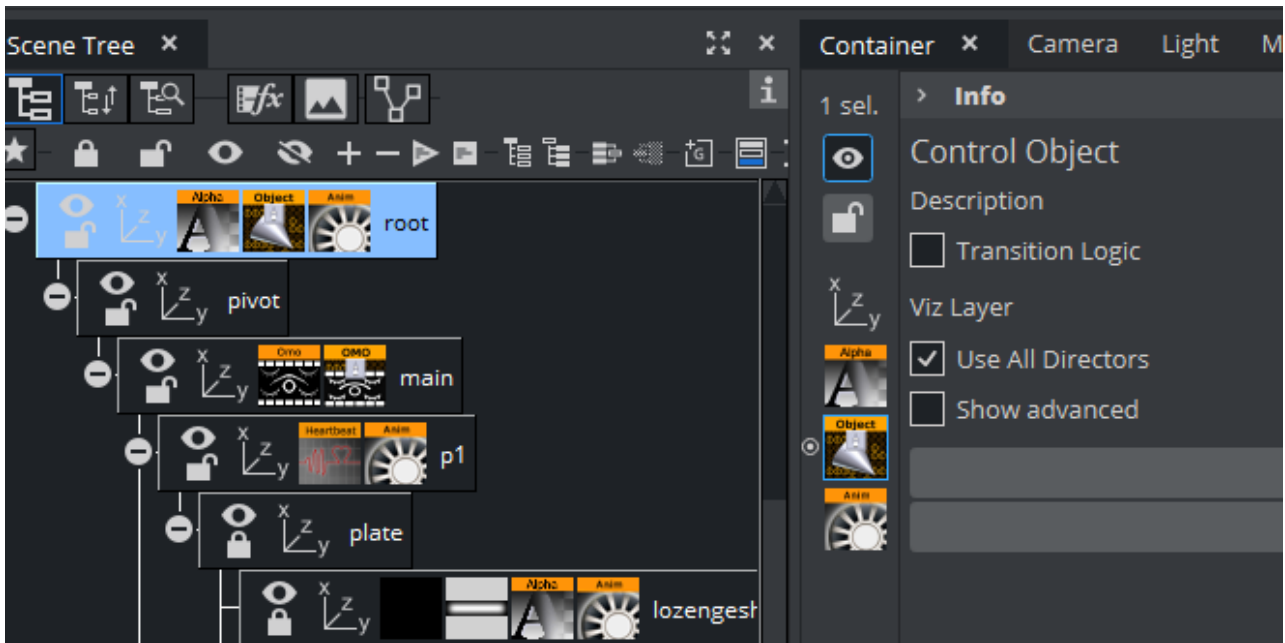 Scene Tree
fx
i
G
Alpha Object Anim
x z y root
x z y pivot
Omo OMO
x z y main
Heartbeat Anim
x z y p1
x z y plate
Alpha Anim
x z y lozengesh
Container Camera Light M
1 sel.
Info
Control Object
Description
Transition Logic
Viz Layer
x z y
Use All Directors
Alpha
Show advanced
Object
Anim